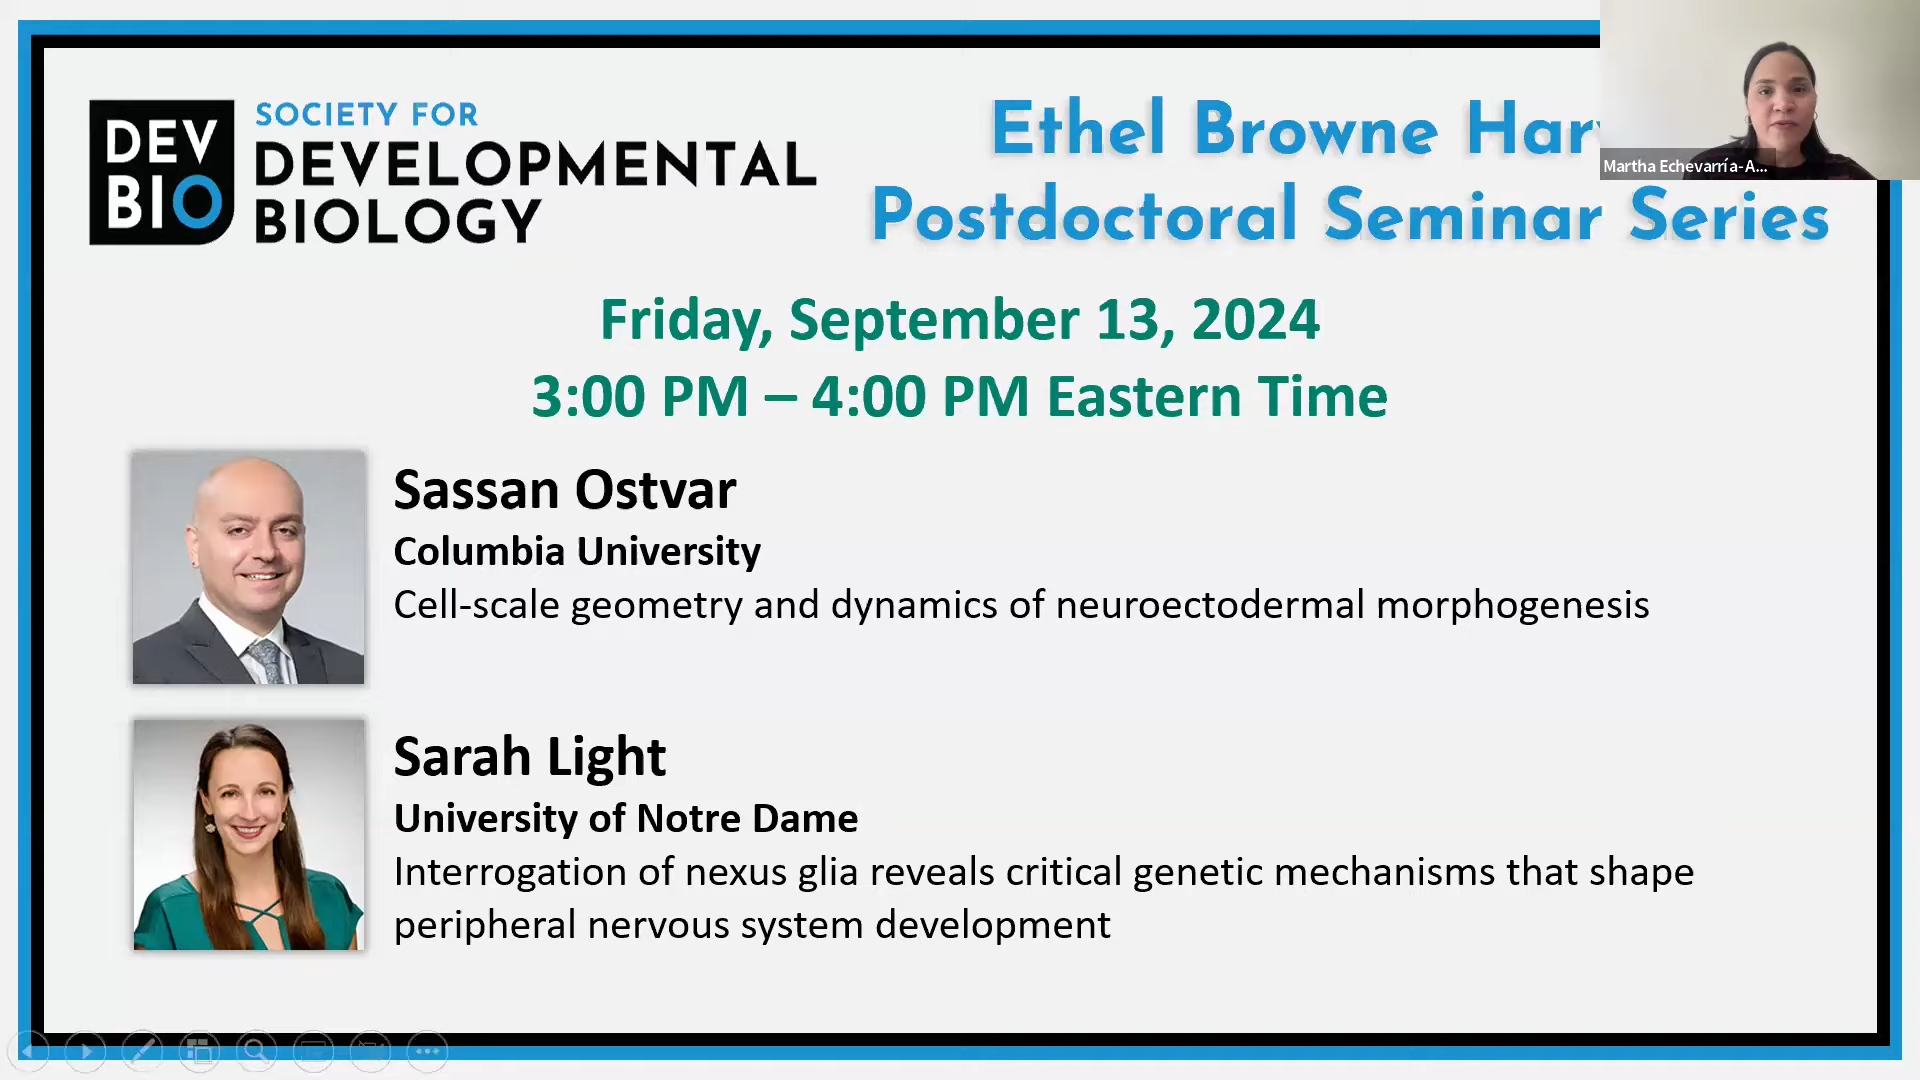 DEV
BIO
SOCIETY FOR
DEVELOPMENTAL
BIOLOGY
Ethel Browne
Postdoctoral Seminar Series
Martha Echevarría-A...
Friday, September 13, 2024
3:00 PM – 4:00 PM Eastern Time
Sassan Ostvar
Columbia University
Cell-scale geometry and dynamics of neuroectodermal morphogenesis
Sarah Light
University of Notre Dame
Interrogation of nexus glia reveals critical genetic mechanisms that shape
peripheral nervous system development